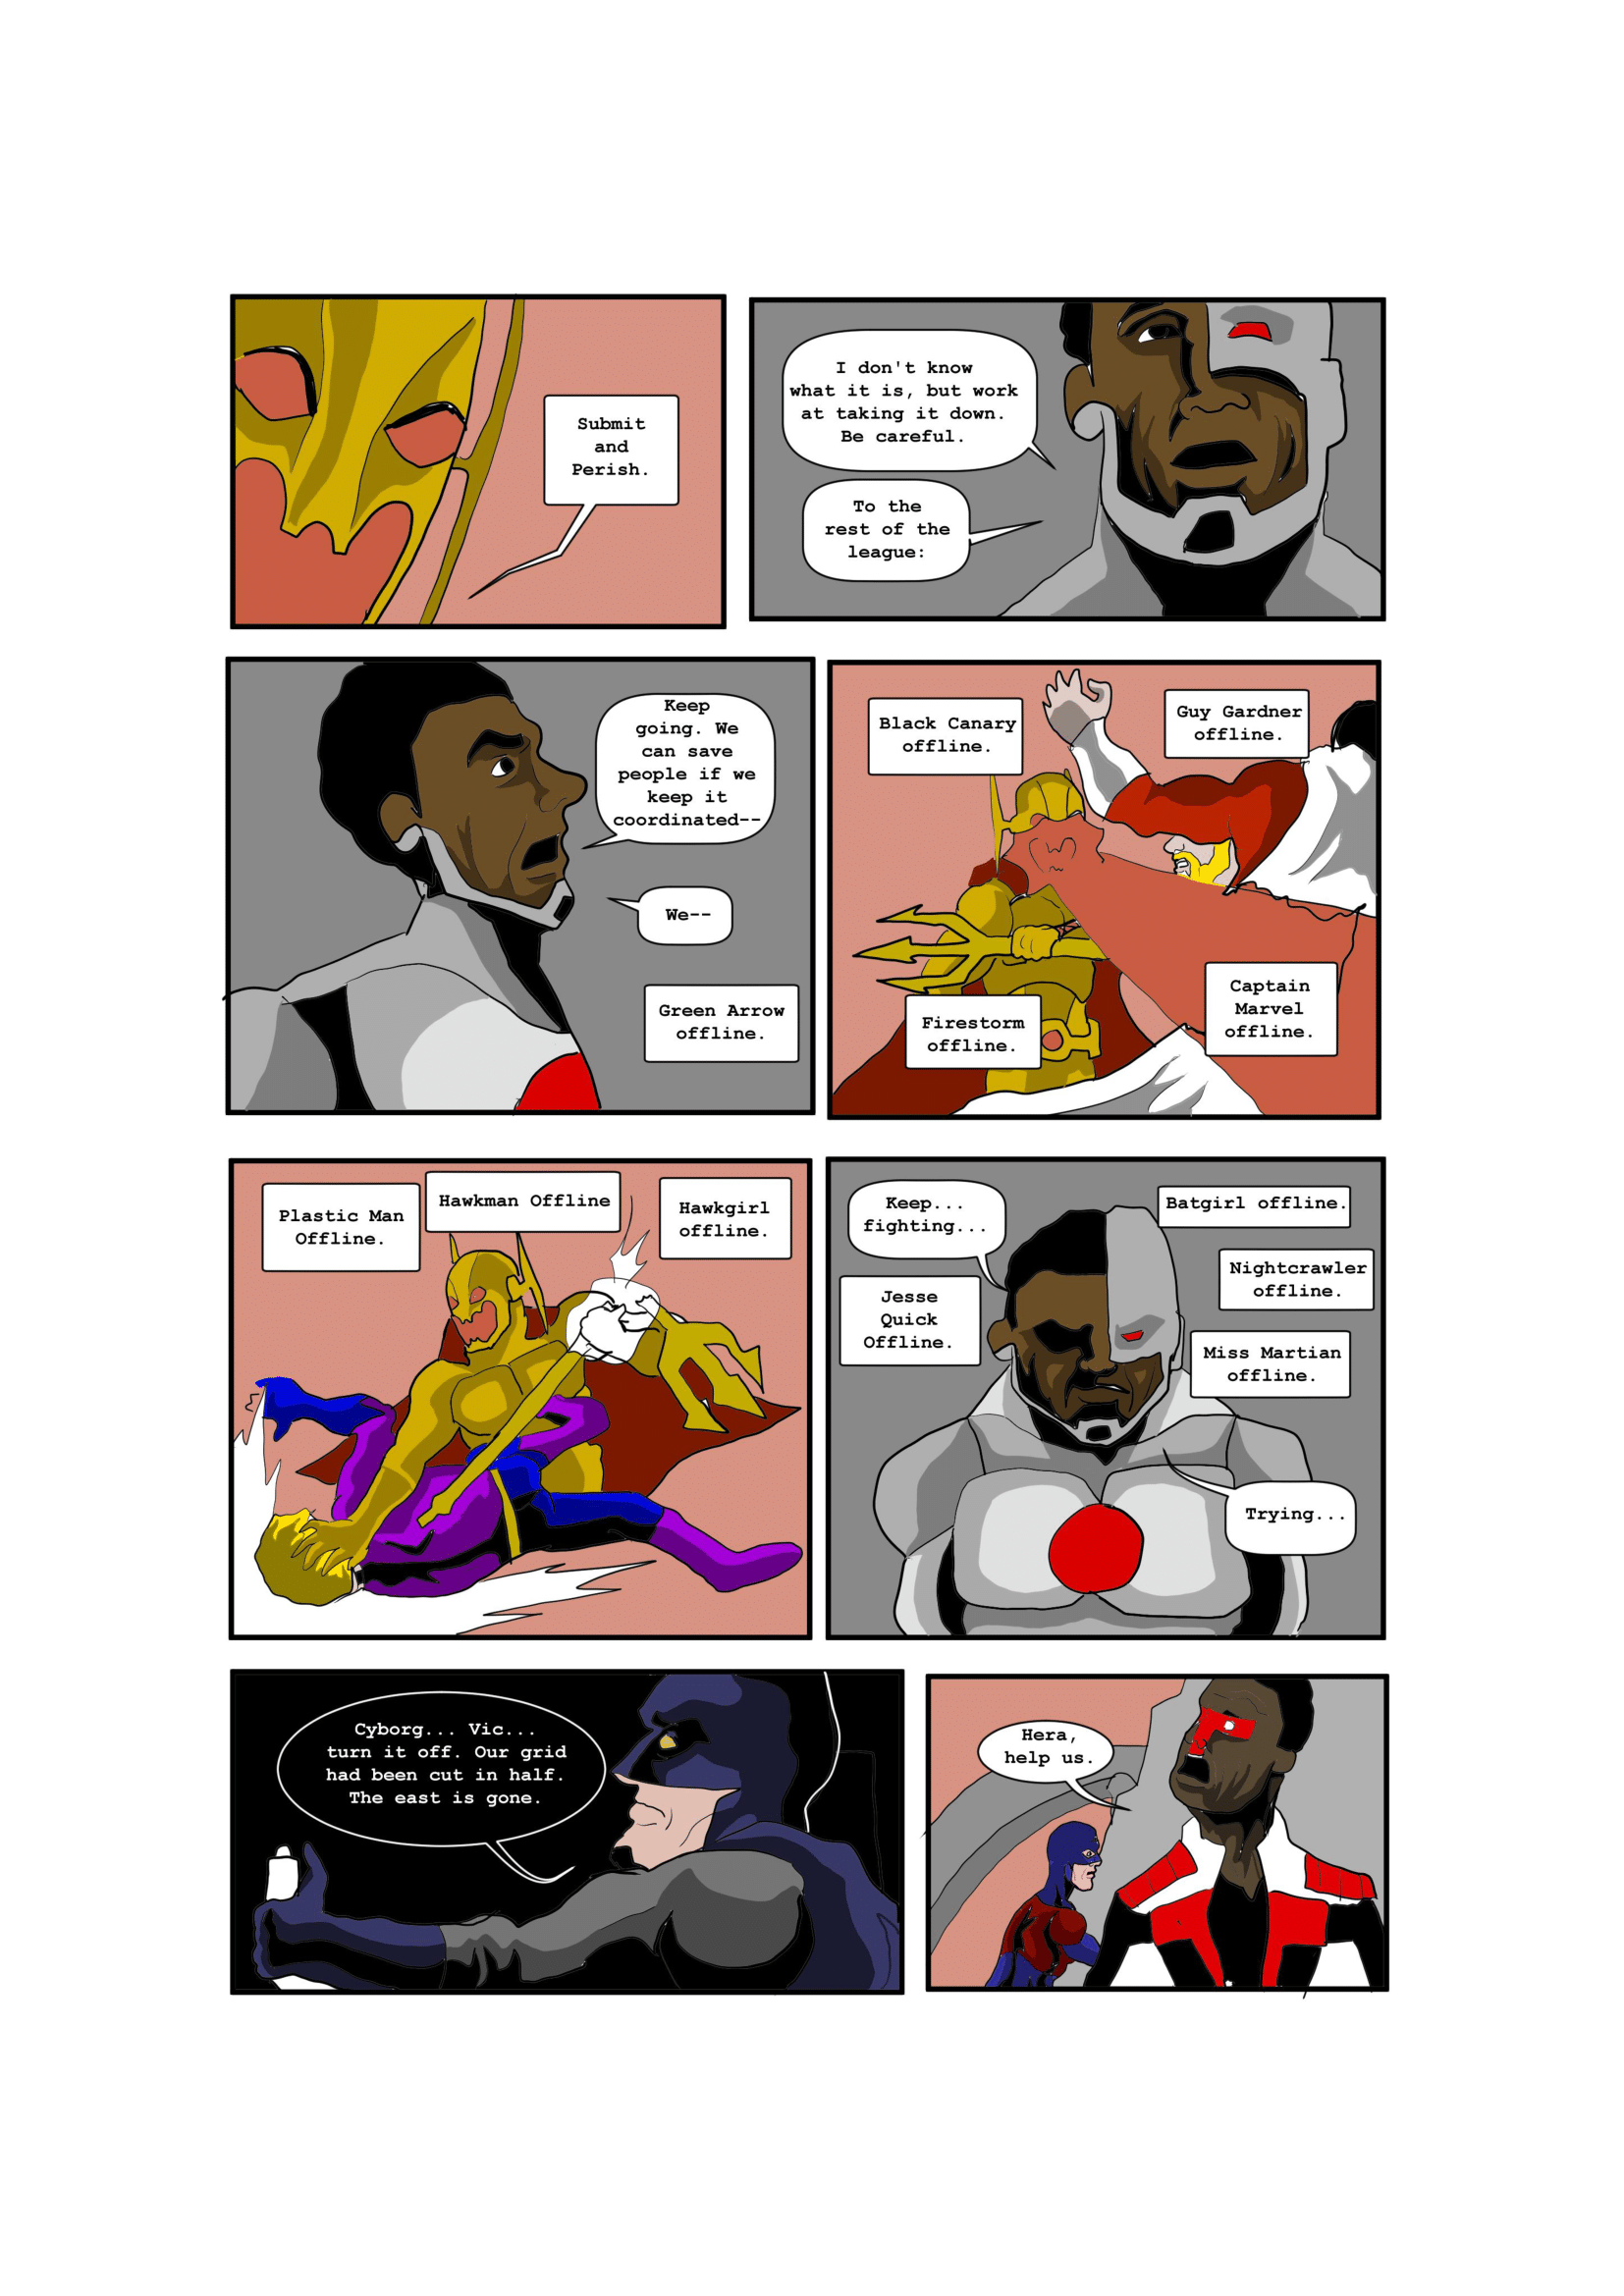 Submit
and
Perish.
I don't know
what it is, but work
at taking it down.
Be careful.
To the
rest of the
league:
Keep
going. We
can save
people if we
keep it
coordinated--
We--
Green Arrow
offline.
Black Canary
offline.
Guy Gardner
offline.
Firestorm
offline.
Captain
Marvel
offline.
Plastic Man
Offline.
Hawkman Offline
Hawkgirl
offline.
Keep...
fighting...
Batgirl offline.
Jesse
Quick
Offline.
Nightcrawler
offline.
Miss Martian
offline.
Trying...
Cyborg... Vic...
turn it off. Our grid
had been cut in half.
The east is gone.
Hera,
help us.